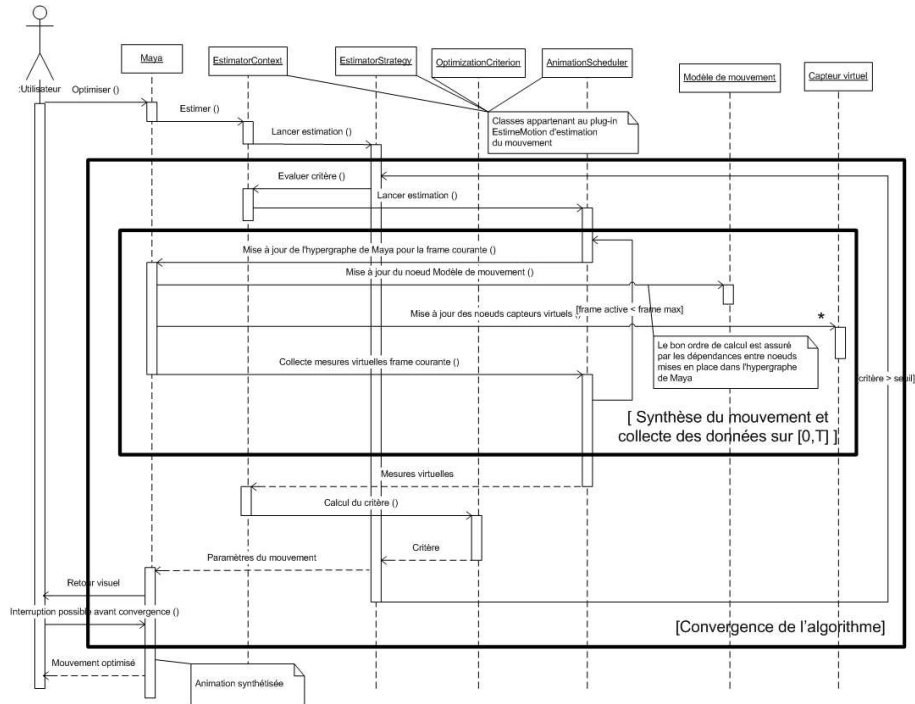 Maya
EstimatorContext
EstimatorStrategy
OptimizationCriterion
AnimationScheduler
Modèle de mouvement
Capteur virtuel
:Utilisateur
Optimiser ()
Estimer ()
Lancer estimation ()
Classes appartenant au plug-in
EstimeMotion d'estimation
du mouvement
Evaluer critère ()
Lancer estimation ()
Mise à jour de l'hypergraphe de Maya pour la frame courante ()
Mise à jour du noeud Modèle de mouvement ()
Mise à jour des noeuds capteurs virtuels
[frame active < frame max]
*
Le bon ordre de calcul est assuré
par les dépendances entre noeuds
mises en place dans l'hypergraphe
de Maya
Collecte mesures virtuelles frame courante ()
critère > seuil]
[ Synthèse du mouvement et
collecte des données sur [0,T] ]
Mesures virtuelles
Calcul du critère ()
Critère
Paramètres du mouvement
Retour visuel
Interruption possible avant convergence ()
[Convergence de l'algorithme]
Mouvement optimisé
Animation synthétisée